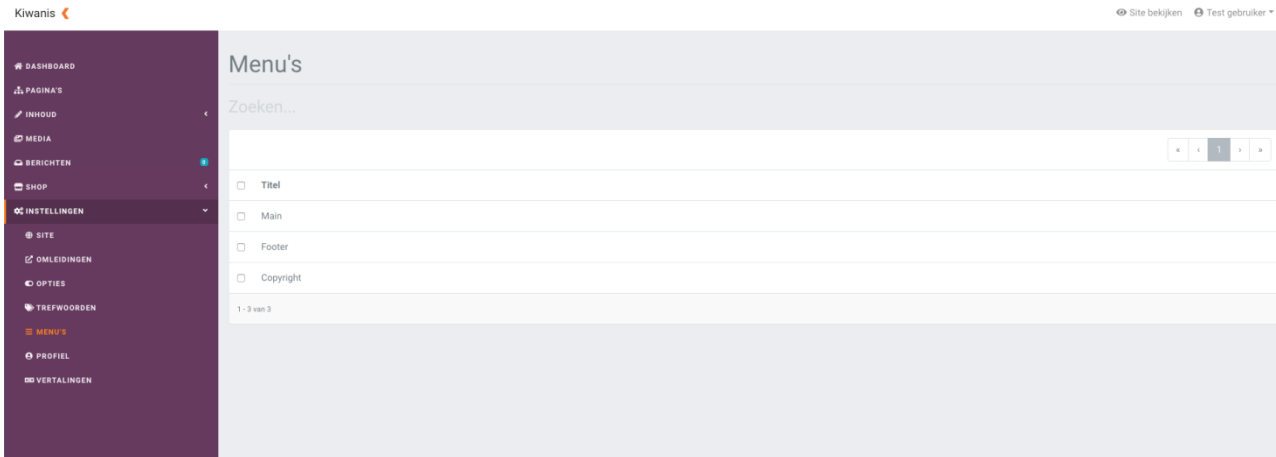 Kiwanis
Site bekijken Test gebruiker
DASHBOARD
PAGINA'S
INHOUD
MEDIA
BERICHTEN 0
SHOP
INSTELLINGEN
SITE
OMLEIDINGEN
OPTIES
TREFWOORDEN
MENU'S
PROFIEL
VERTALINGEN
Menu's
Zoeken...
« ‹ 1 › »
Titel
Main
Footer
Copyright
1 - 3 van 3